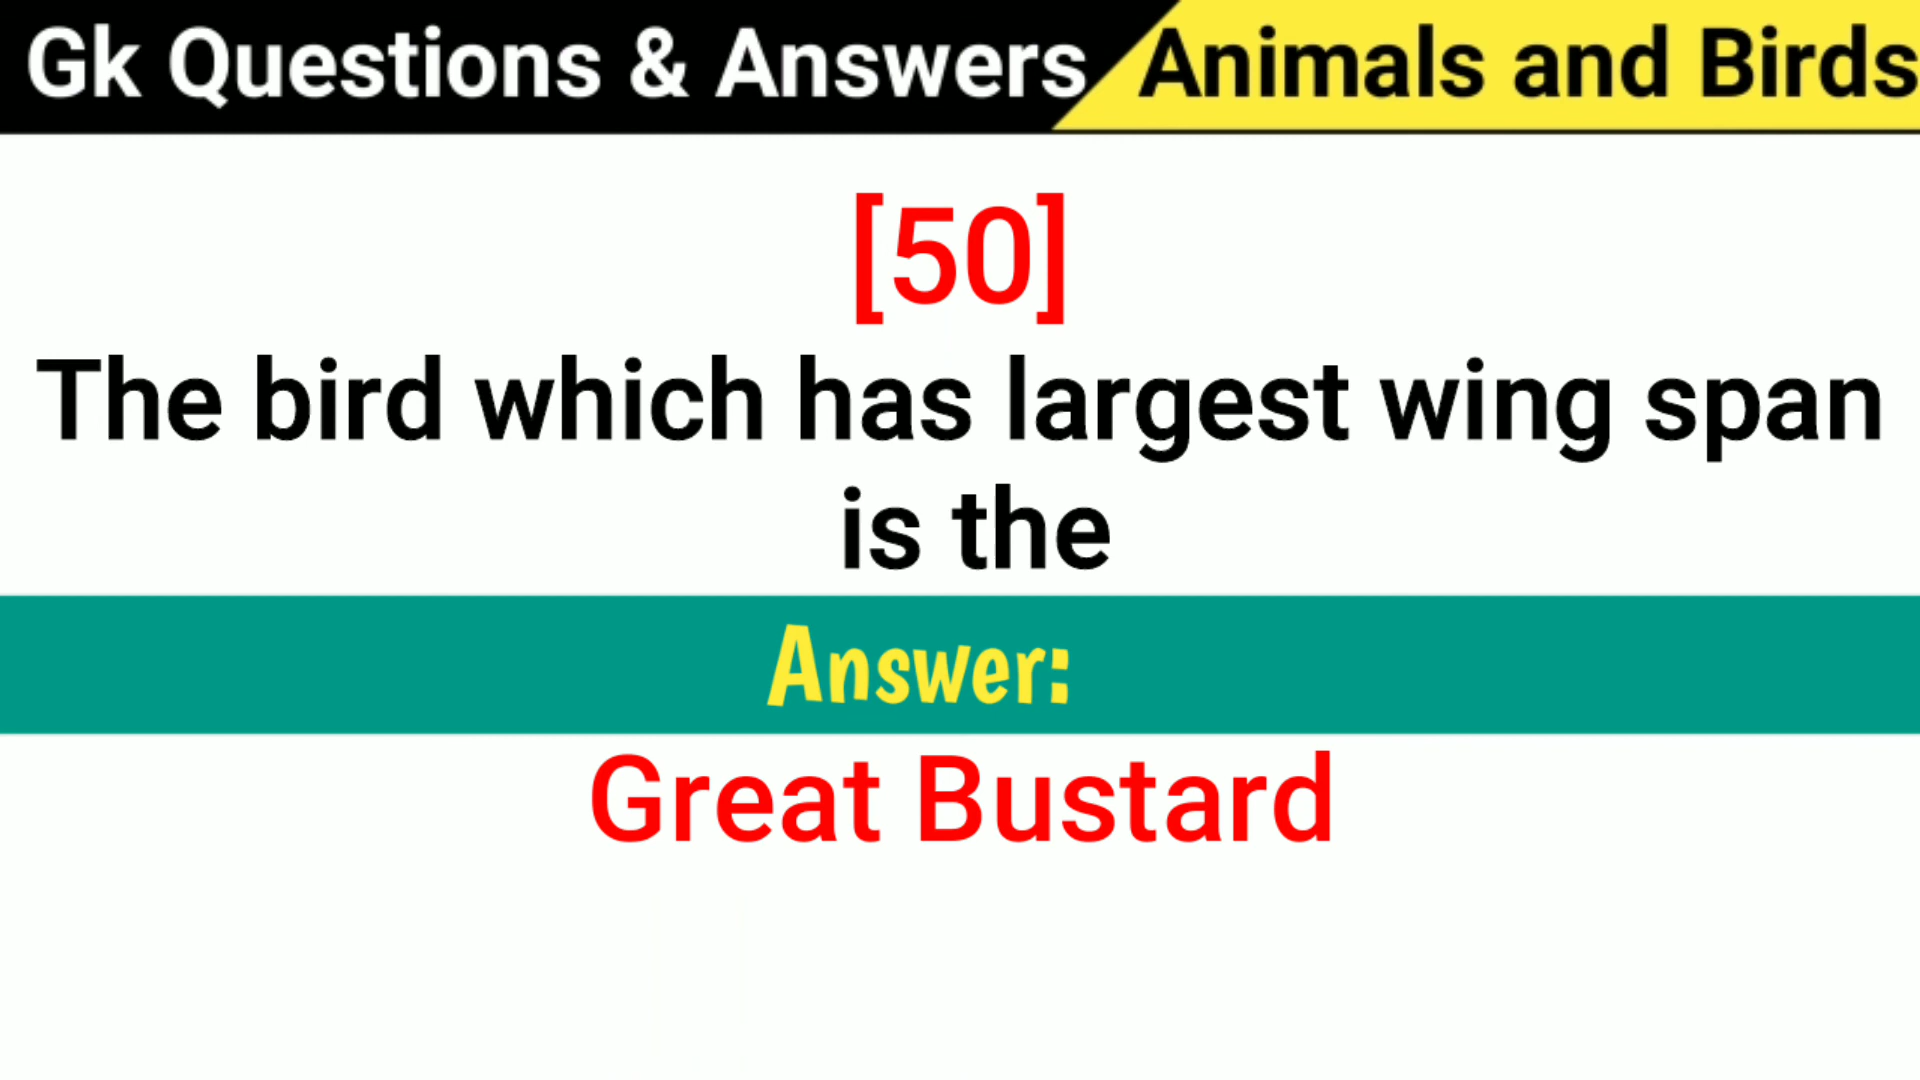 Gk Questions & Answers Animals and Birds
[50]
The bird which has largest wing span
is the
Answer:
Great Bustard